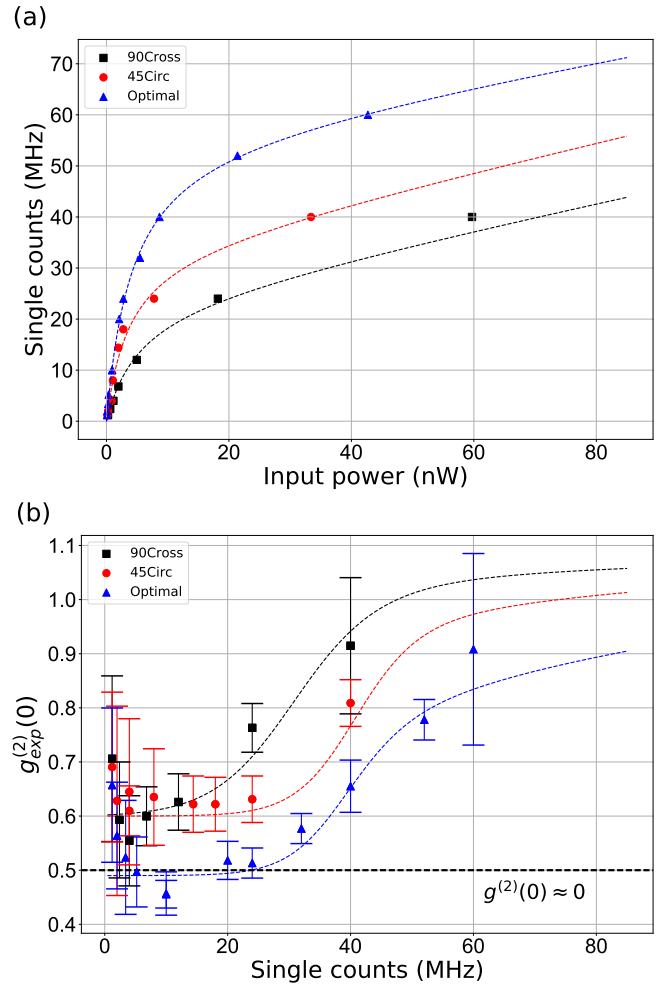 (a)
70
60
50
40
30
20
10
0
Single counts (MHz)
90Cross
45Circ
Optimal
0 20 40 60 80
Input power (nW)
(b)
1.1
1.0
0.9
0.8
0.7
0.6
0.5
0.4
g_{exp}^{(2)}(0)
90Cross
45Circ
Optimal
g^{(2)}(0) ≈ 0
0 20 40 60 80
Single counts (MHz)